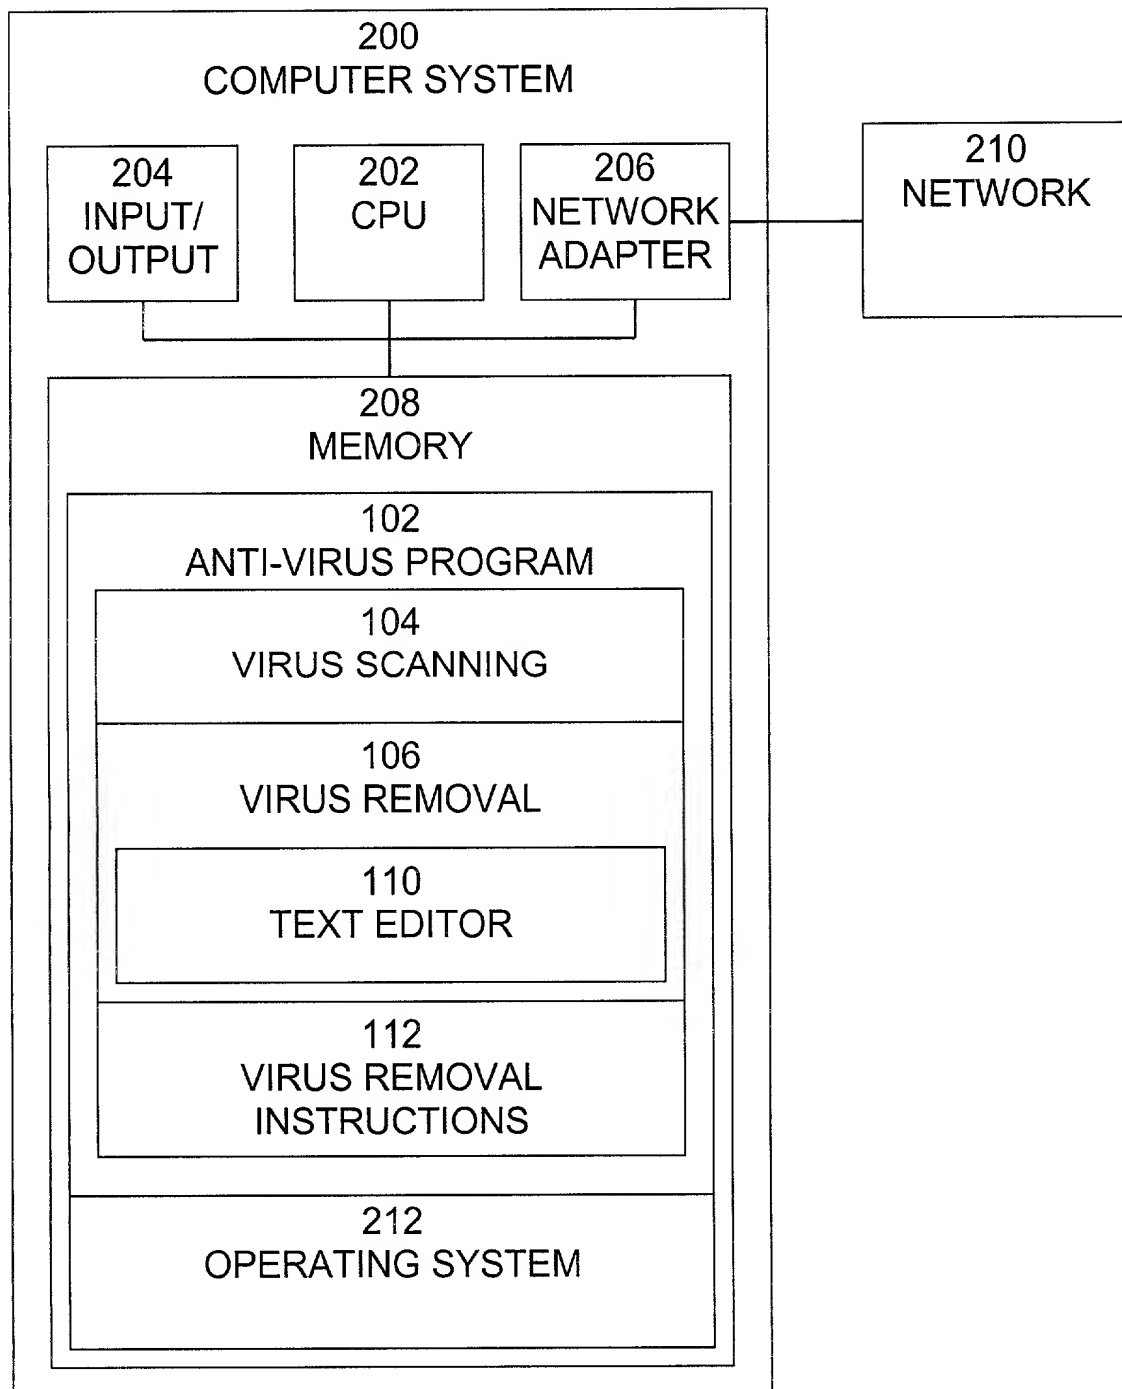 200
COMPUTER SYSTEM
204
INPUT/
OUTPUT
202
CPU
206
NETWORK
ADAPTER
210
NETWORK
208
MEMORY
102
ANTI-VIRUS PROGRAM
104
VIRUS SCANNING
106
VIRUS REMOVAL
110
TEXT EDITOR
112
VIRUS REMOVAL
INSTRUCTIONS
212
OPERATING SYSTEM